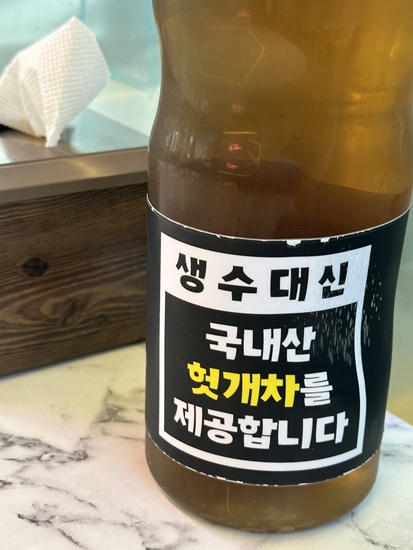 생수대신
국내산
헛개차를
제공합니다